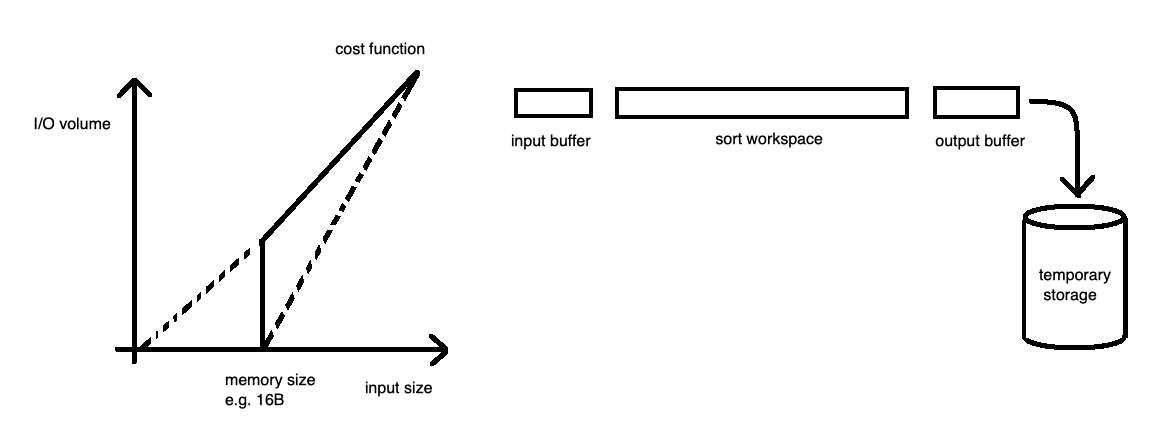 cost function
I/O volume
memory size
e.g. 16B
input size
input buffer
sort workspace
output buffer
temporary
storage